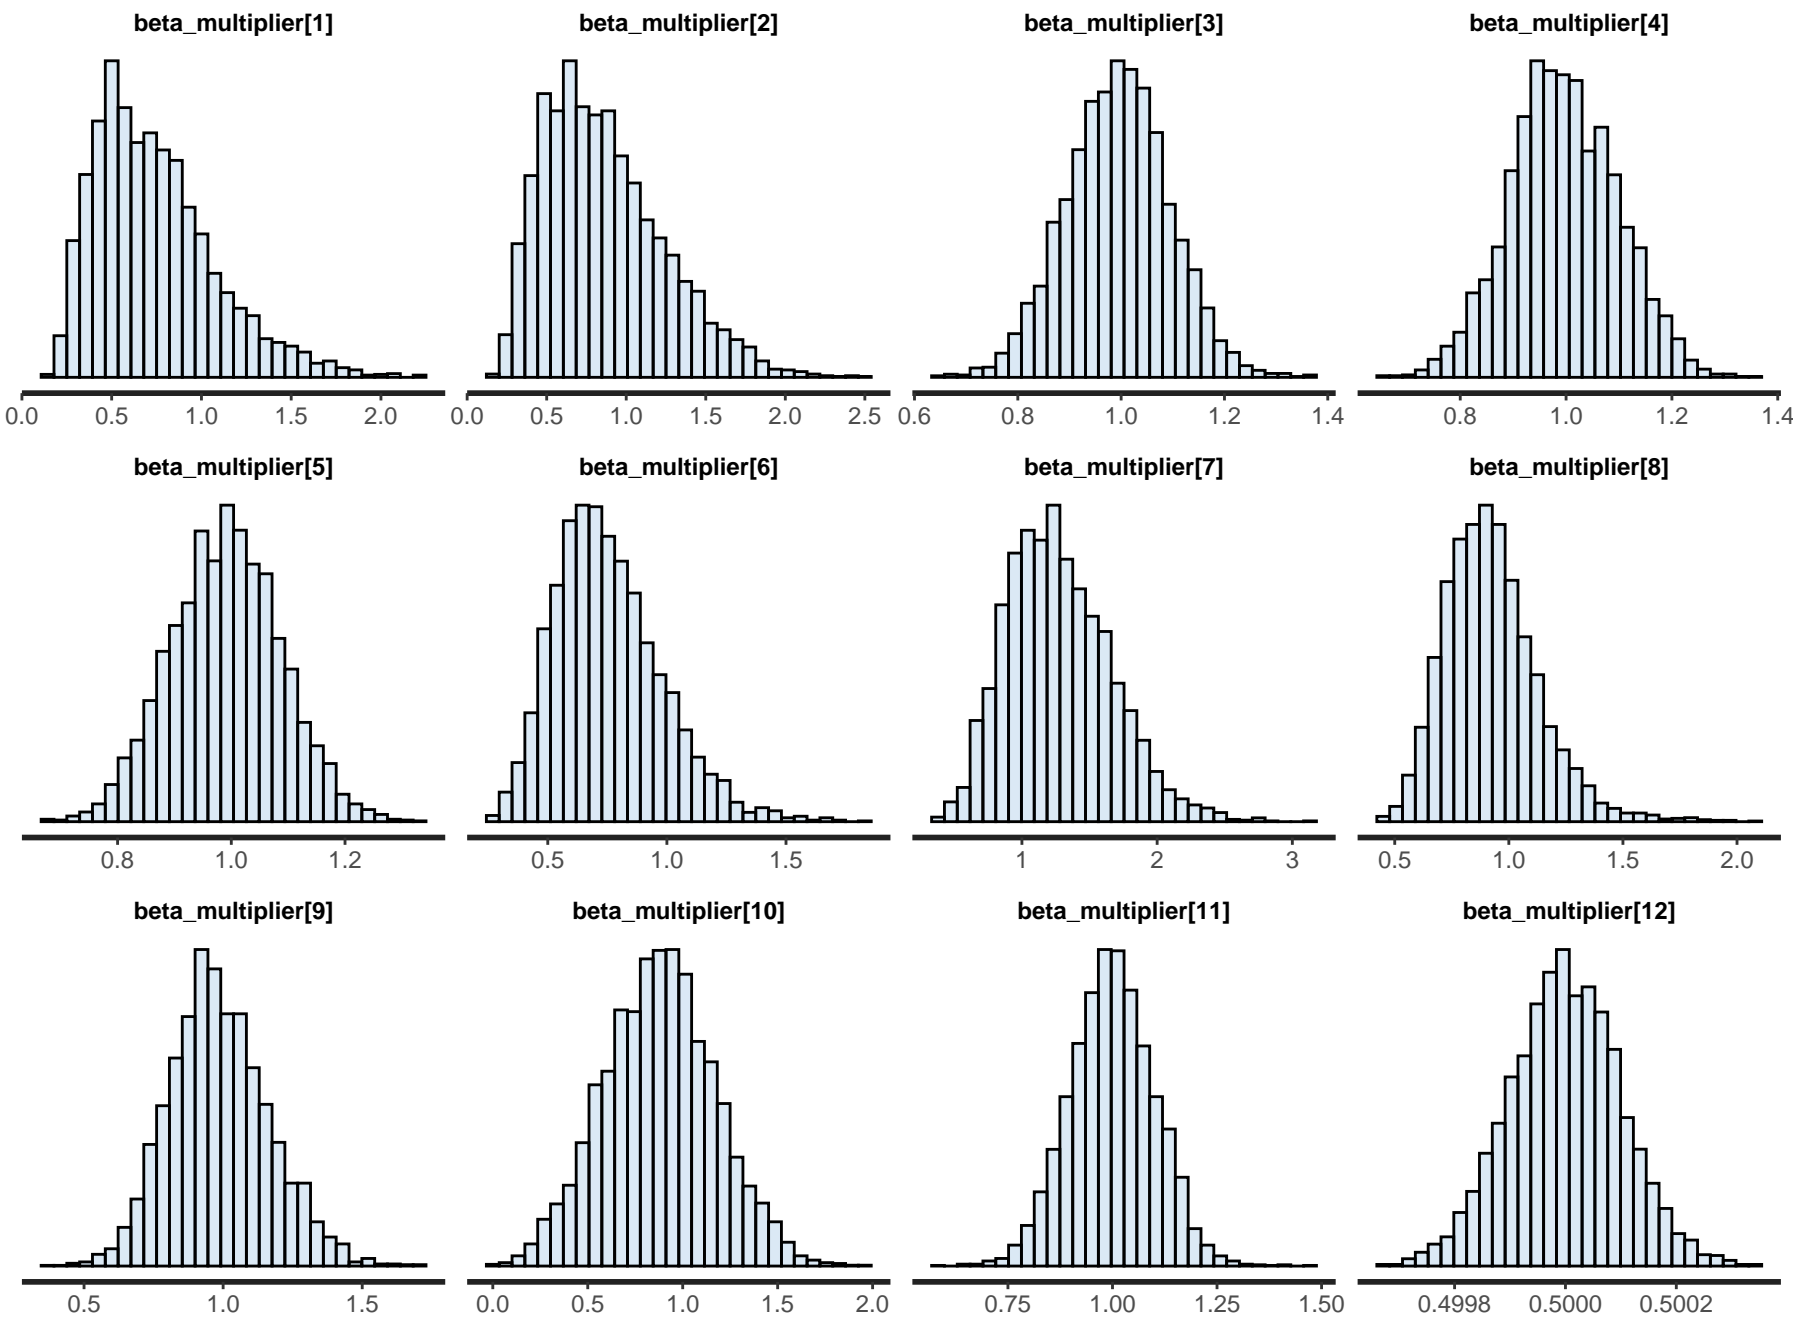 beta_multiplier[1] beta_multiplier[2] beta_multiplier[3] beta_multiplier[4]
0.0 0.5 1.0 1.5 2.0 0.0 0.5 1.0 1.5 2.0 2.5 0.6 0.8 1.0 1.2 1.4 0.8 1.0 1.2 1.4
beta_multiplier[5] beta_multiplier[6] beta_multiplier[7] beta_multiplier[8]
0.8 1.0 1.2 0.5 1.0 1.5 1 2 3 0.5 1.0 1.5 2.0
beta_multiplier[9] beta_multiplier[10] beta_multiplier[11] beta_multiplier[12]
0.5 1.0 1.5 0.0 0.5 1.0 1.5 2.0 0.75 1.00 1.25 1.50 0.4998 0.5000 0.5002